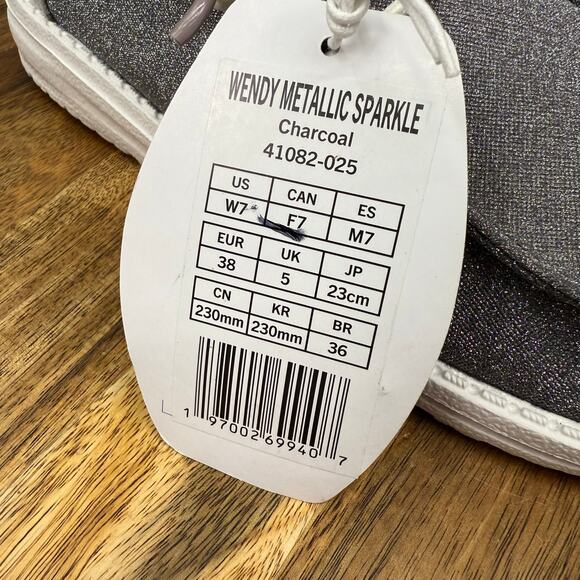 WENDY METALLIC SPARKLE
Charcoal
41082-025
US CAN ES
W7 F7 M7
EUR UK JP
38 5 23cm
CN KR BR
230mm 230mm 36
1 97002 69940 7